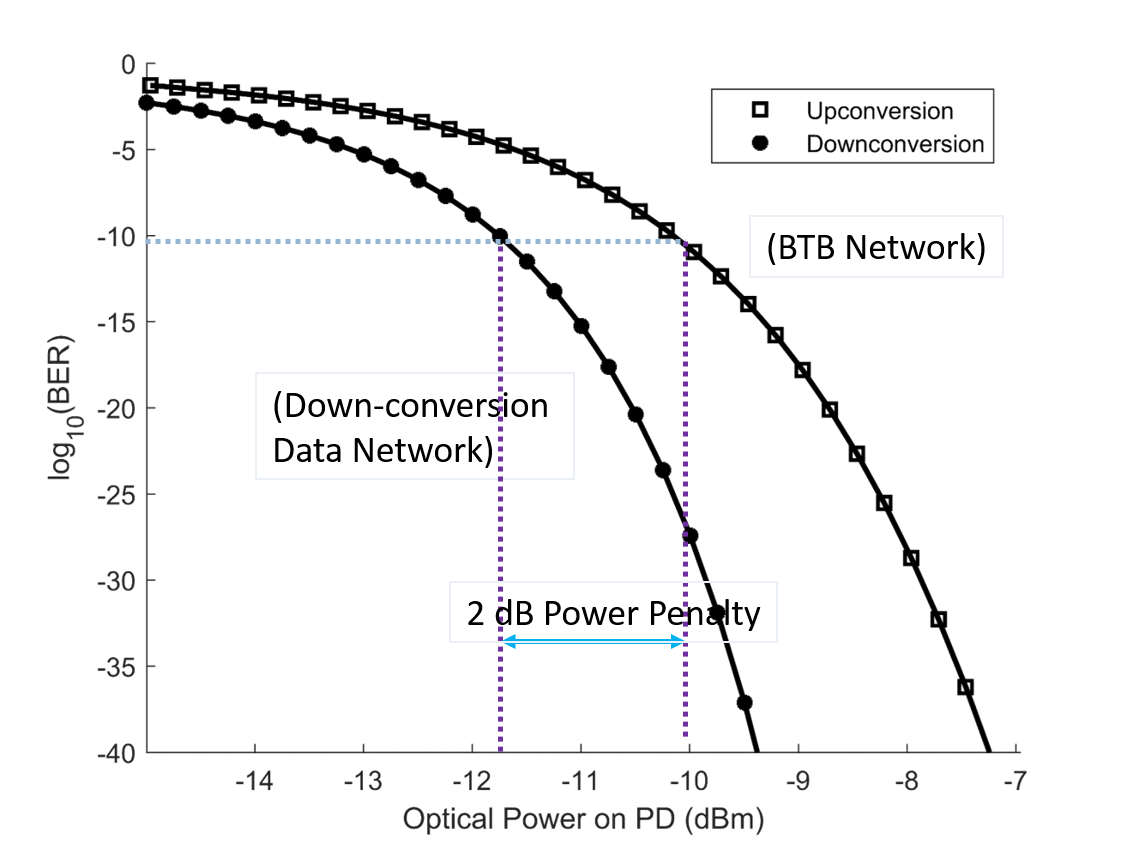 0
-5
-10
-15
-20
-25
-30
-35
-40
-14
-13
-12
-11
-10
-9
-8
-7
log10(BER)
Optical Power on PD (dBm)
Upconversion
Downconversion
(BTB Network)
(Down-conversion
Data Network)
2 dB Power Penalty